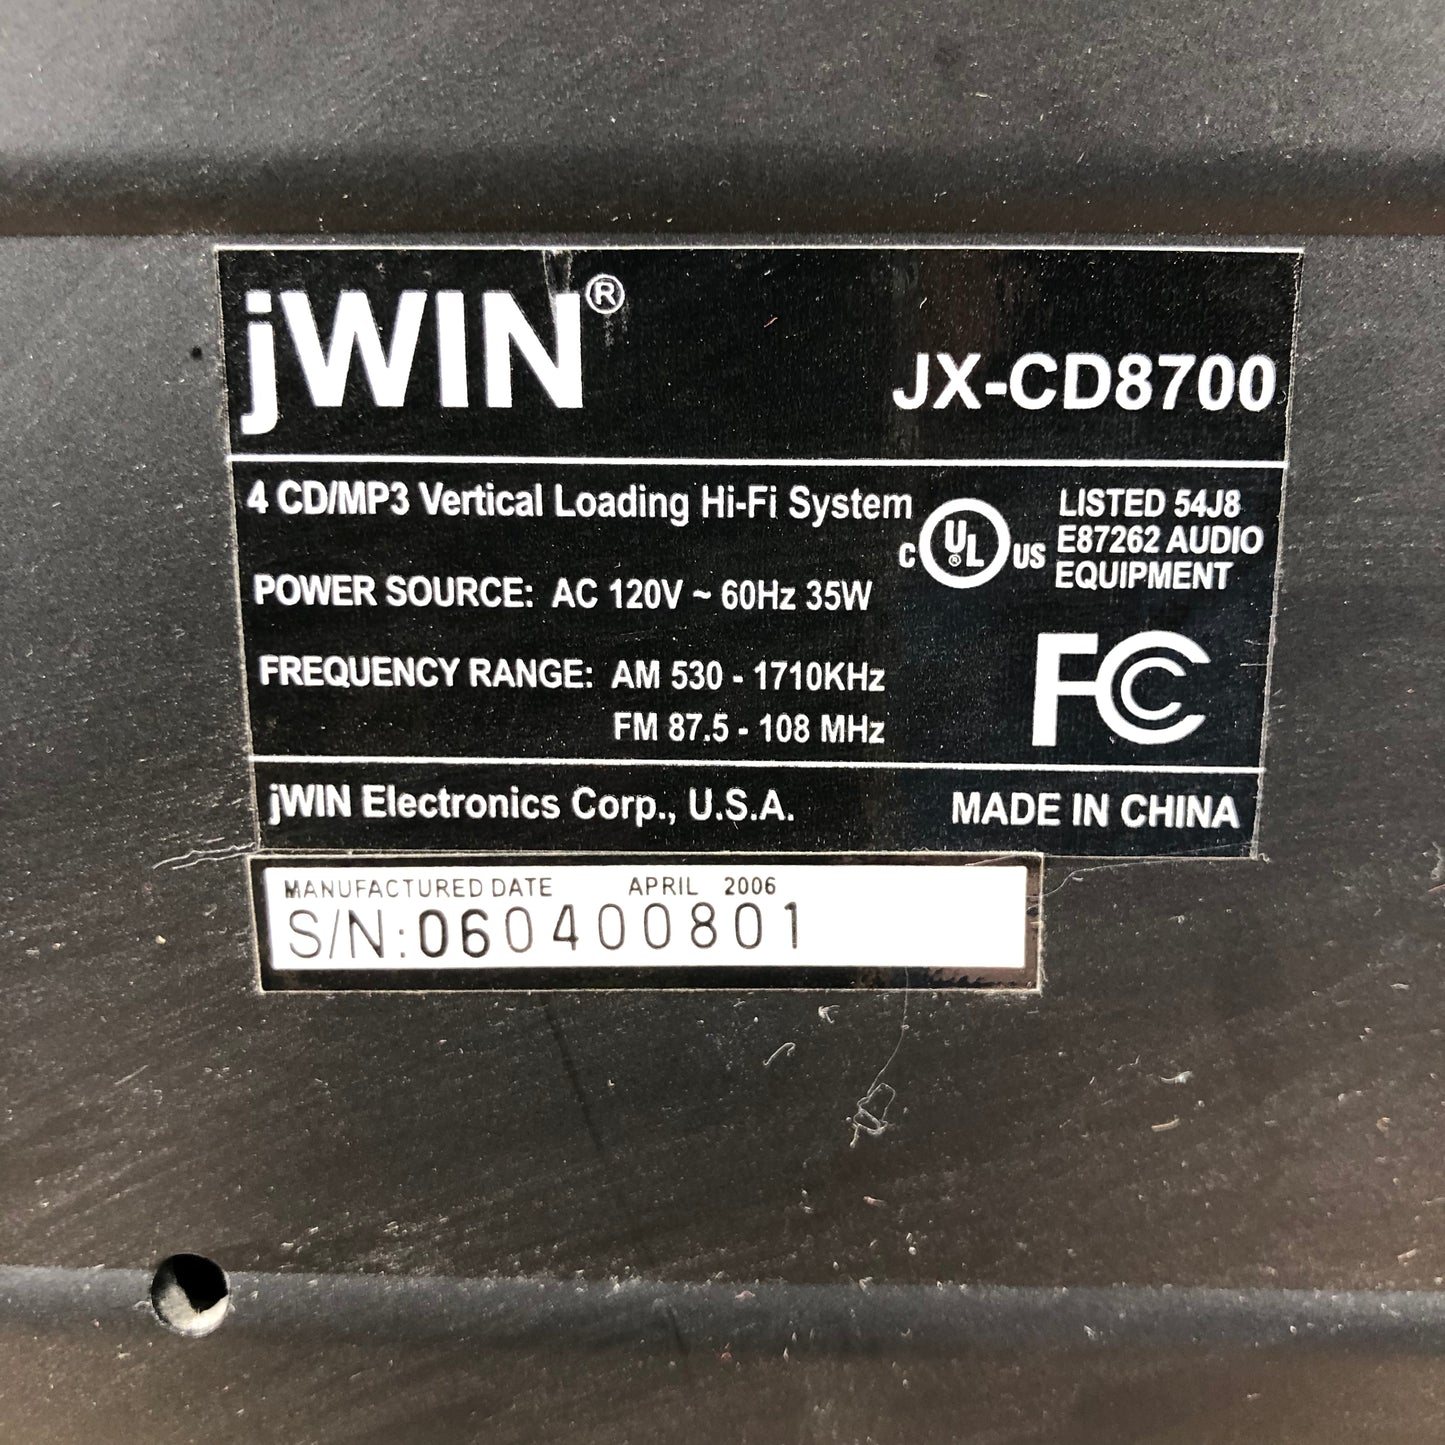 jWIN®
JX-CD8700
4 CD/MP3 Vertical Loading Hi-Fi System
C UL® US
LISTED 54J8
E87262 AUDIO
EQUIPMENT
POWER SOURCE: AC 120V ~ 60Hz 35W
FREQUENCY RANGE: AM 530 - 1710KHz
FM 87.5 - 108 MHz
FC
jWIN Electronics Corp., U.S.A.
MADE IN CHINA
MANUFACTURED DATE APRIL 2006
S/N:060400801